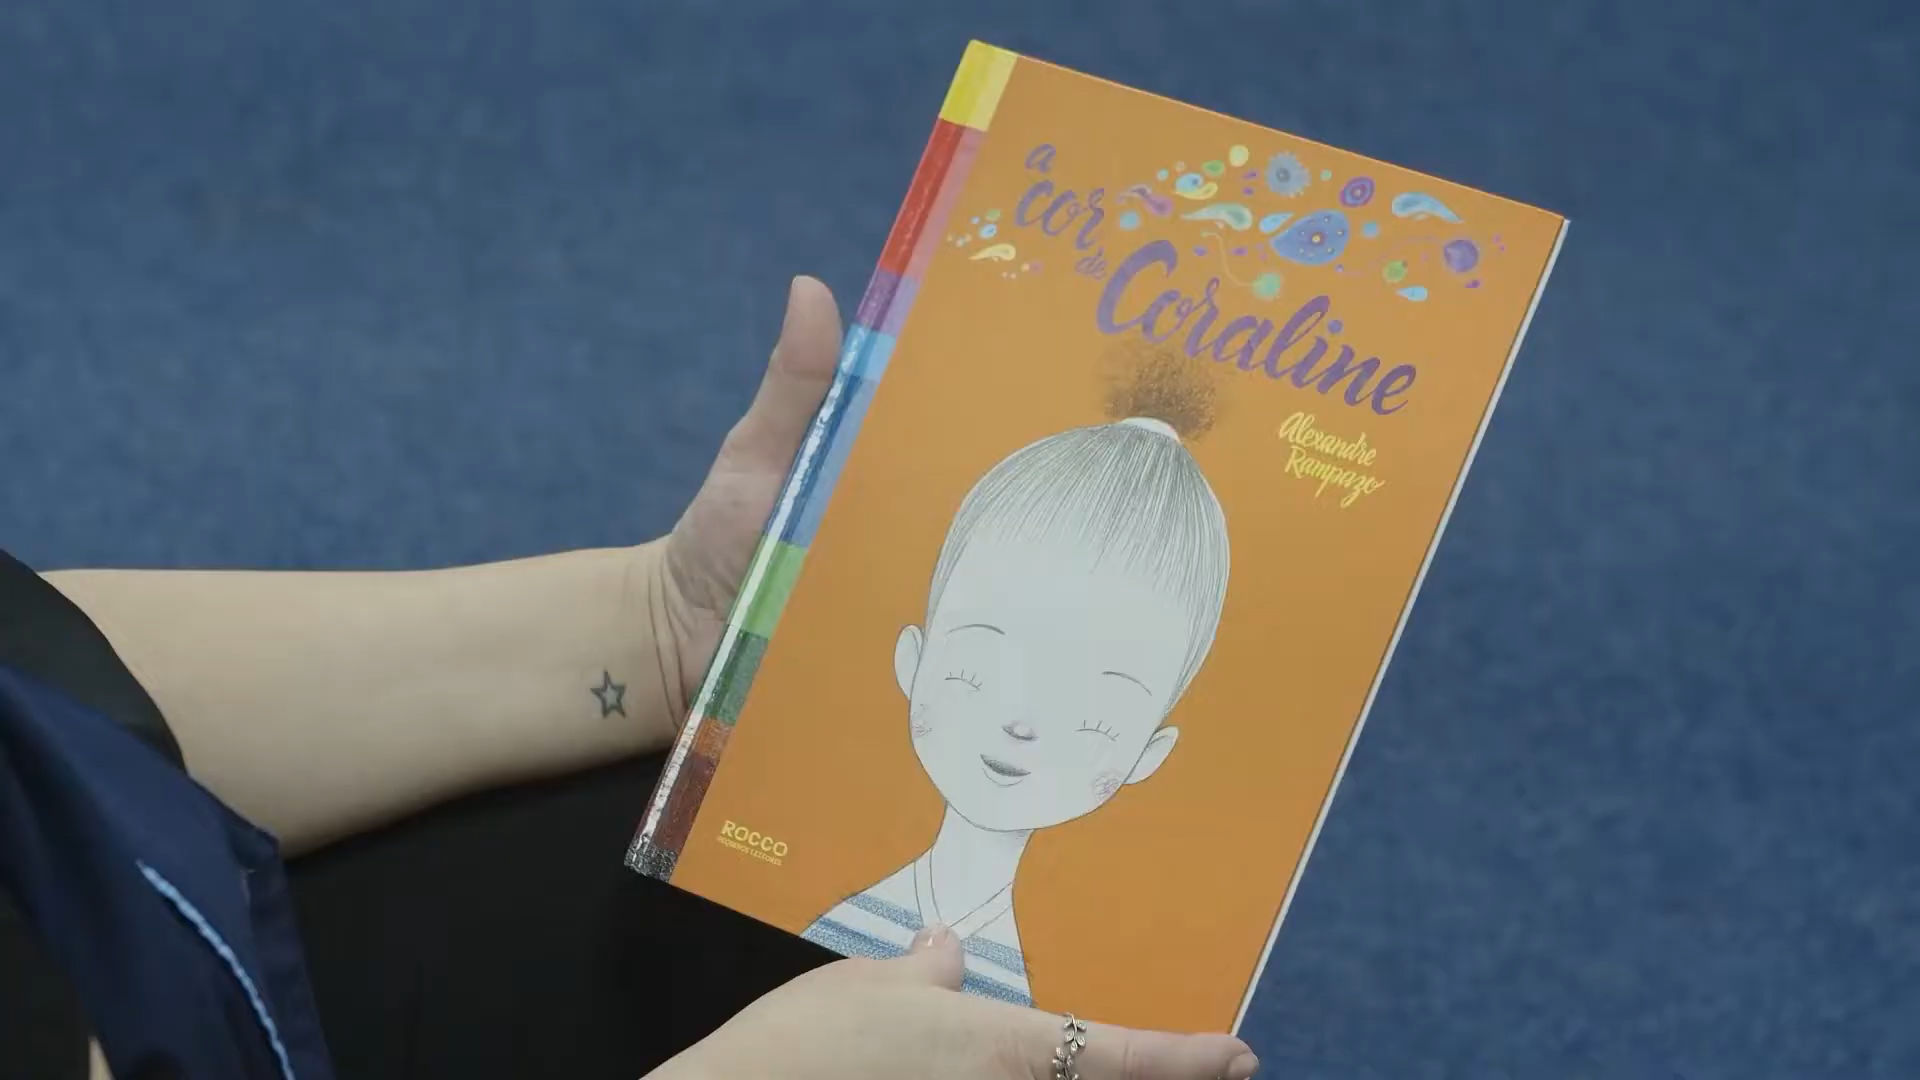 a
cor
de
Coraline
Alexandre
Rampazo
ROCCO
PEQUENOS LEITORES